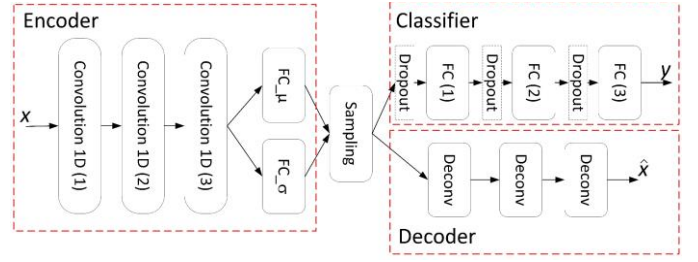 Encoder
x
Convolution 1D (1)
Convolution 1D (2)
Convolution 1D (3)
FC_μ
FC_σ
Sampling
Classifier
Dropout
FC (1)
Dropout
FC (2)
Dropout
FC (3)
y
Deconv
Deconv
Deconv
x̂
Decoder